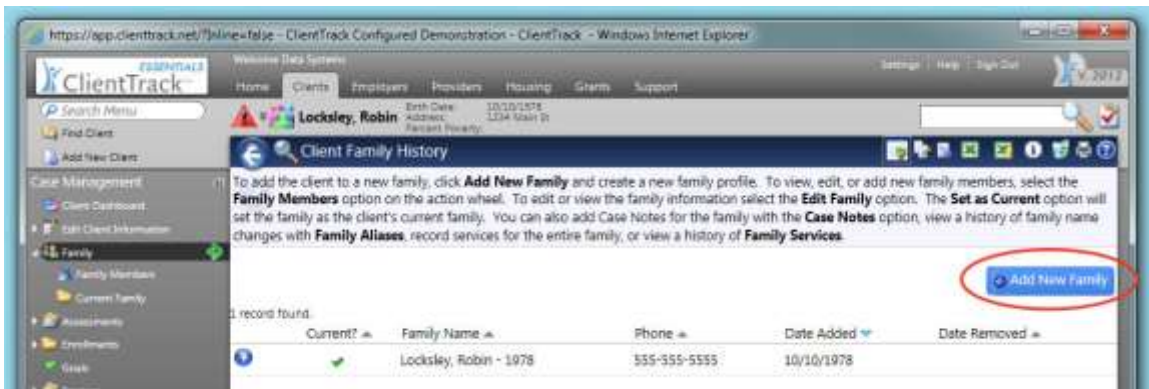 https://app.clienttrack.net/?Inline=false - ClientTrack Configured Demonstration - ClientTrack - Windows Internet Explorer
ESSENTIALS
ClientTrack
Welcome Data Systems
Settings | Help | Sign Out
V. 2012
Home Clients Employers Providers Housing Grants Support
Search Menu
Find Client
Add New Client
Locksley, Robin
Birth Date: 10/10/1978
Address: 1234 Main St
Percent Poverty:
Client Family History
Case Management
Client Dashboard
Edit Client Information
Family
Family Members
Current Family
Assessments
Enrollments
Goals
To add the client to a new family, click Add New Family and create a new family profile. To view, edit, or add new family members, select the
Family Members option on the action wheel. To edit or view the family information select the Edit Family option. The Set as Current option will
set the family as the client's current family. You can also add Case Notes for the family with the Case Notes option, view a history of family name
changes with Family Aliases, record services for the entire family, or view a history of Family Services.
Add New Family
1 record found.
Current? Family Name Phone Date Added Date Removed
Locksley, Robin - 1978 555-555-5555 10/10/1978